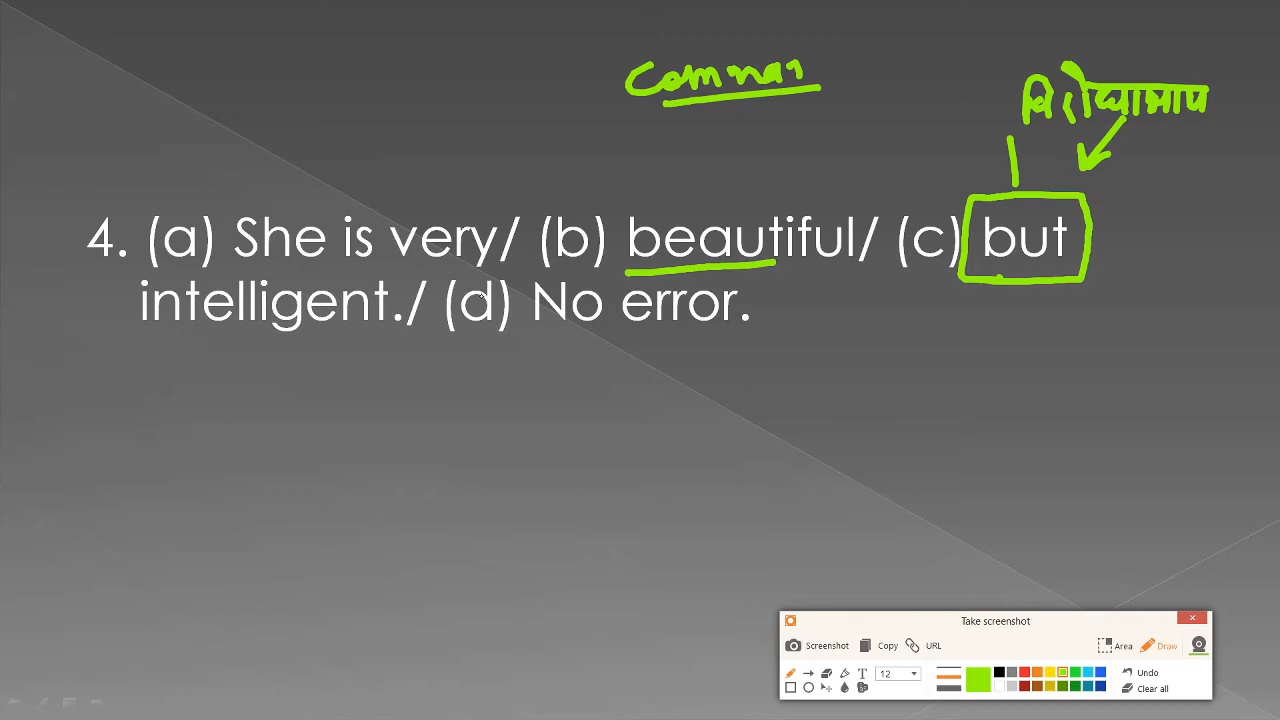 Comman
विरोधाभाष
4. (a) She is very/ (b) beautiful/ (c) but
intelligent./ (d) No error.
Take screenshot
Screenshot Copy URL Area Draw
12 Undo
Clear all